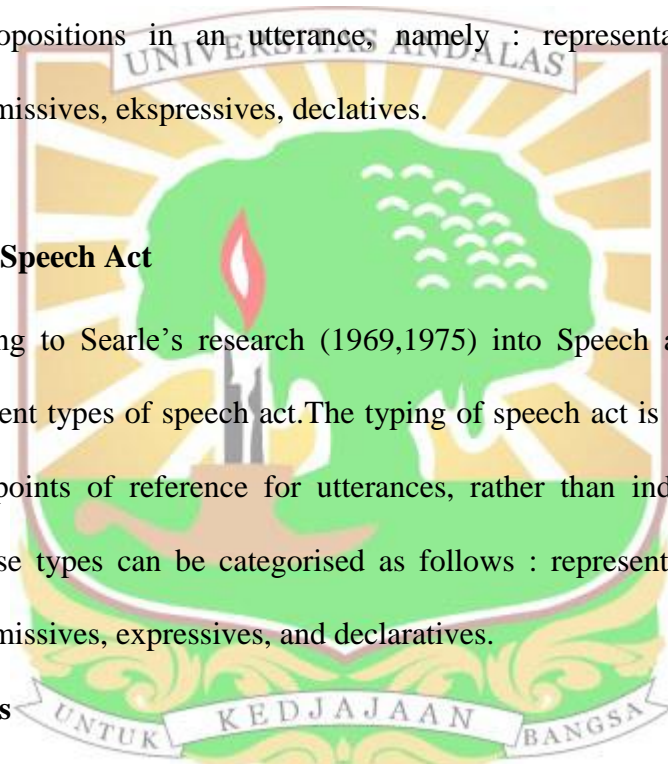 opositions in an utterance, namely : representa
UNIVERSITAS ANDALAS
missives, ekspressives, declatives.
Speech Act
ng to Searle's research (1969,1975) into Speech a
ent types of speech act.The typing of speech act is
points of reference for utterances, rather than ind
se types can be categorised as follows : represent
missives, expressives, and declaratives.
s
UNTUK KEDJAJAAN BANGSA